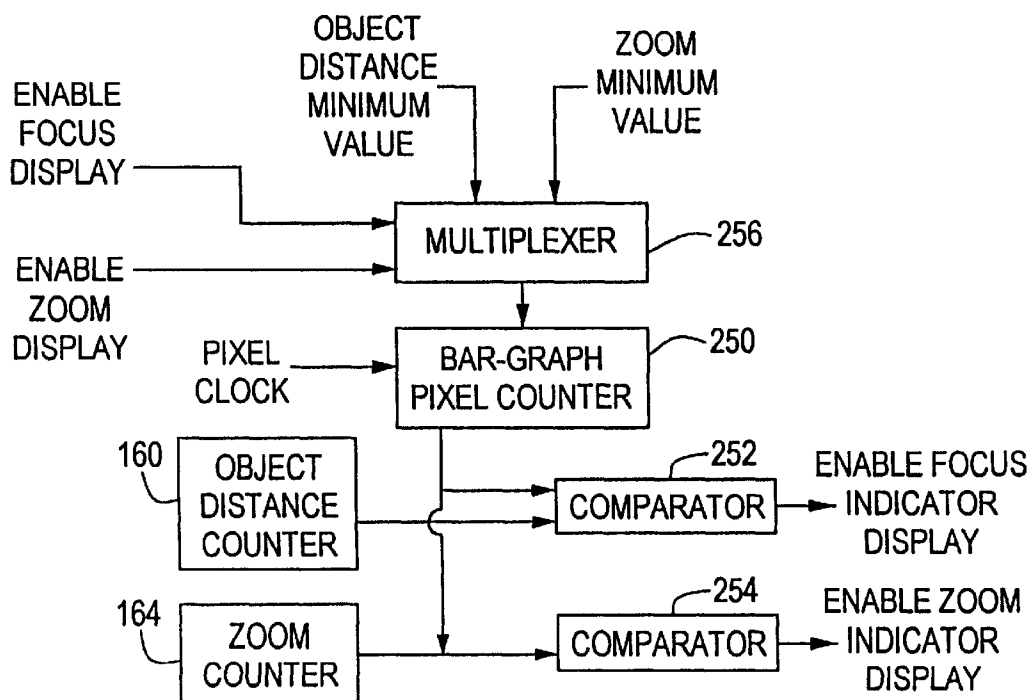 OBJECT
DISTANCE
MINIMUM
VALUE
ZOOM
MINIMUM
VALUE
ENABLE
FOCUS
DISPLAY
MULTIPLEXER
256
ENABLE
ZOOM
DISPLAY
PIXEL
CLOCK
BAR-GRAPH
PIXEL COUNTER
250
160
OBJECT
DISTANCE
COUNTER
252
COMPARATOR
ENABLE FOCUS
INDICATOR
DISPLAY
164
ZOOM
COUNTER
254
COMPARATOR
ENABLE ZOOM
INDICATOR
DISPLAY